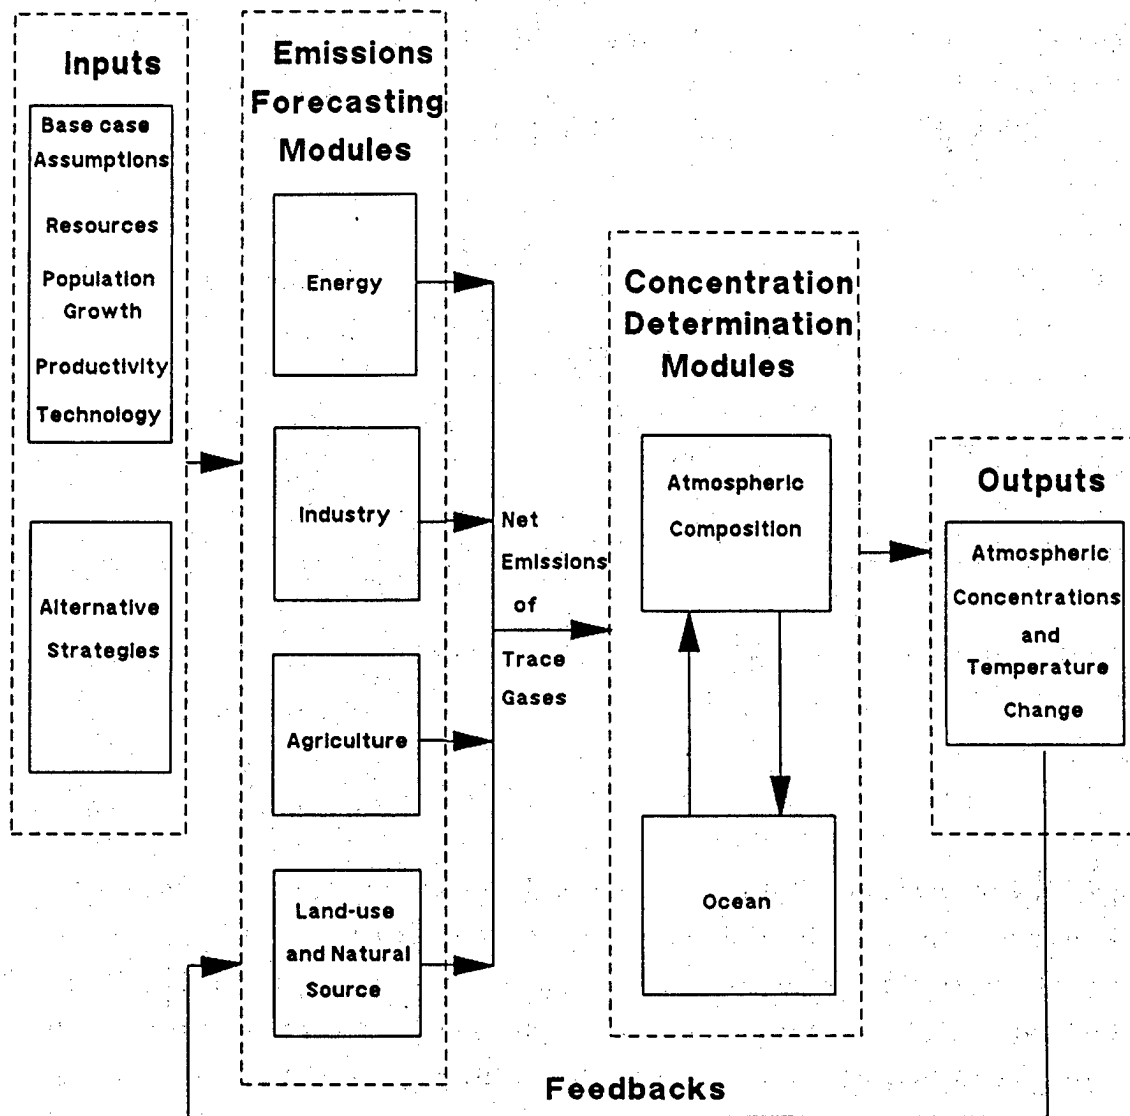 Inputs
Base case
Assumptions
Resources
Population
Growth
Productivity
Technology
Alternative
Strategies
Emissions
Forecasting
Modules
Energy
Industry
Agriculture
Land-use
and Natural
Source
Net
Emissions
of
Trace
Gases
Concentration
Determination
Modules
Atmospheric
Composition
Ocean
Outputs
Atmospheric
Concentrations
and
Temperature
Change
Feedbacks